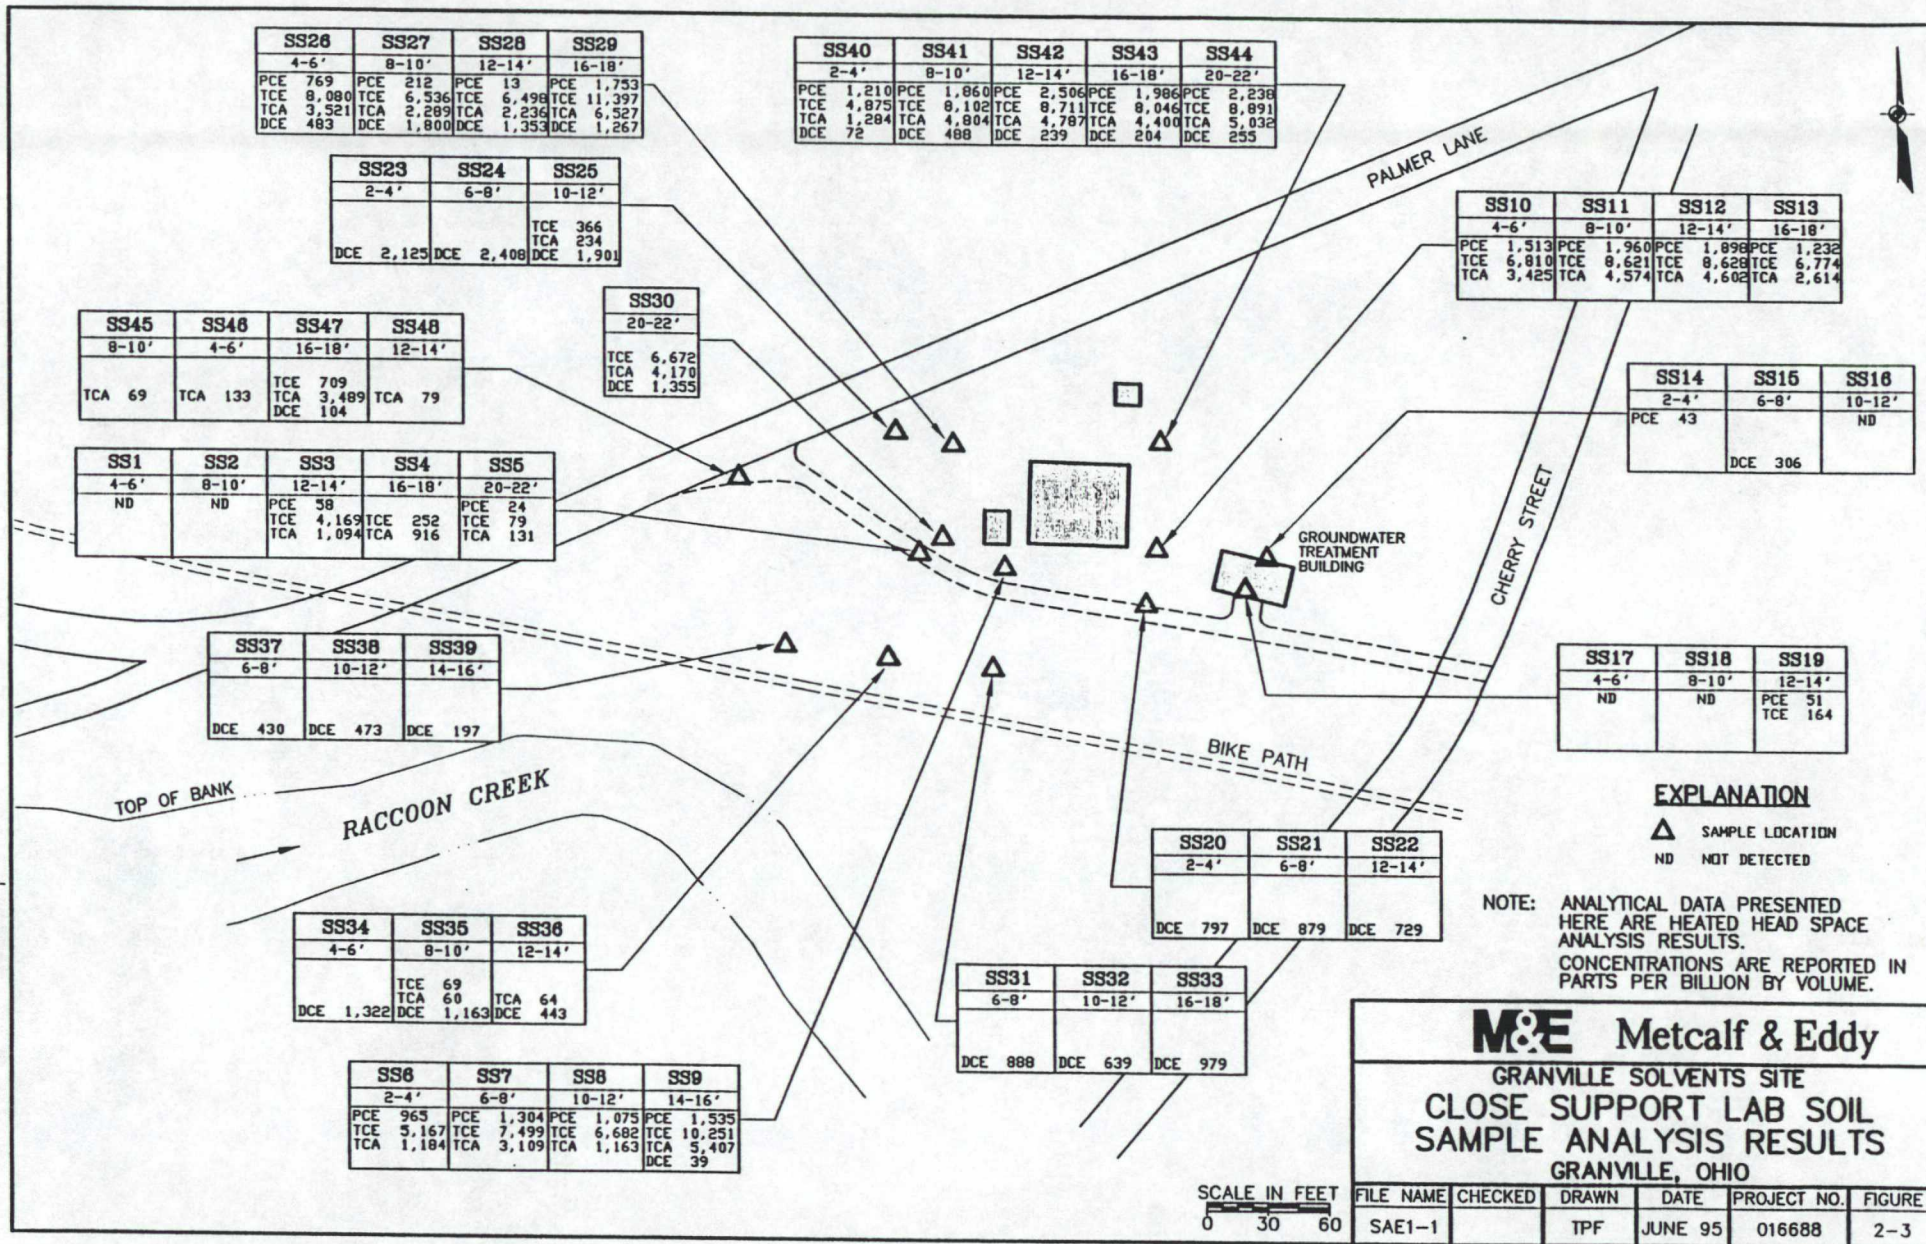 SS26 SS27 SS28 SS29
4-6' 8-10' 12-14' 16-18'
PCE 769 PCE 212 PCE 13 PCE 1,753
TCE 8,080 TCE 6,536 TCE 6,498 TCE 11,397
TCA 3,521 TCA 2,289 TCA 2,236 TCA 6,527
DCE 483 DCE 1,800 DCE 1,353 DCE 1,267
SS40 SS41 SS42 SS43 SS44
2-4' 8-10' 12-14' 16-18' 20-22'
PCE 1,210 PCE 1,860 PCE 2,506 PCE 1,986 PCE 2,238
TCE 4,875 TCE 8,102 TCE 8,711 TCE 8,046 TCE 8,891
TCA 1,284 TCA 4,804 TCA 4,787 TCA 4,400 TCA 5,032
DCE 72 DCE 488 DCE 239 DCE 204 DCE 255
SS23 SS24 SS25
2-4' 6-8' 10-12'
TCE 366
TCA 234
DCE 2,125 DCE 2,408 DCE 1,901
PALMER LANE
SS10 SS11 SS12 SS13
4-6' 8-10' 12-14' 16-18'
PCE 1,513 PCE 1,960 PCE 1,898 PCE 1,232
TCE 6,810 TCE 8,621 TCE 8,628 TCE 6,774
TCA 3,425 TCA 4,574 TCA 4,602 TCA 2,614
SS30
20-22'
TCE 6,672
TCA 4,170
DCE 1,355
SS45 SS46 SS47 SS48
8-10' 4-6' 16-18' 12-14'
TCE 709
TCA 69 TCA 133 TCA 3,489 TCA 79
DCE 104
SS14 SS15 SS16
2-4' 6-8' 10-12'
PCE 43 ND
DCE 306
SS1 SS2 SS3 SS4 SS5
4-6' 8-10' 12-14' 16-18' 20-22'
ND ND PCE 58 PCE 24
TCE 4,169 TCE 252 TCE 79
TCA 1,094 TCA 916 TCA 131
GROUNDWATER
TREATMENT
BUILDING
CHERRY STREET
SS37 SS38 SS39
6-8' 10-12' 14-16'
DCE 430 DCE 473 DCE 197
SS17 SS18 SS19
4-6' 8-10' 12-14'
ND ND PCE 51
TCE 164
BIKE PATH
TOP OF BANK
RACCOON CREEK
EXPLANATION
SAMPLE LOCATION
ND NOT DETECTED
SS20 SS21 SS22
2-4' 6-8' 12-14'
DCE 797 DCE 879 DCE 729
NOTE: ANALYTICAL DATA PRESENTED
HERE ARE HEATED HEAD SPACE
ANALYSIS RESULTS.
CONCENTRATIONS ARE REPORTED IN
PARTS PER BILLION BY VOLUME.
SS34 SS35 SS36
4-6' 8-10' 12-14'
TCE 69
TCA 60 TCA 64
DCE 1,322 DCE 1,163 DCE 443
SS31 SS32 SS33
6-8' 10-12' 16-18'
DCE 888 DCE 639 DCE 979
SS6 SS7 SS8 SS9
2-4' 6-8' 10-12' 14-16'
PCE 965 PCE 1,304 PCE 1,075 PCE 1,535
TCE 5,167 TCE 7,499 TCE 6,682 TCE 10,251
TCA 1,184 TCA 3,109 TCA 1,163 TCA 5,407
DCE 39
M&E Metcalf & Eddy
GRANVILLE SOLVENTS SITE
CLOSE SUPPORT LAB SOIL
SAMPLE ANALYSIS RESULTS
GRANVILLE, OHIO
SCALE IN FEET
0 30 60
FILE NAME CHECKED DRAWN DATE PROJECT NO. FIGURE
SAE1-1 TPF JUNE 95 016688 2-3